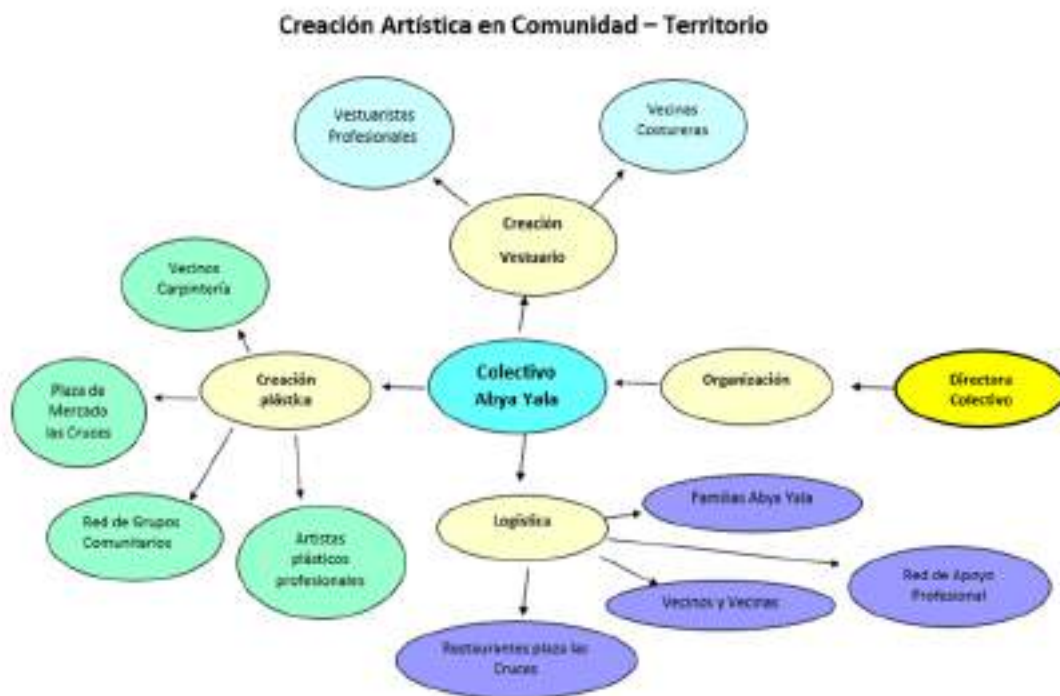 Creación Artística en Comunidad – Territorio
Vestuaristas
Profesionales
Vecinas
Costureras
Creación
Vestuario
Vecinos
Carpintería
Plaza de
Mercado
las Cruces
Creación
plástica
Colectivo
Abya Yala
Organización
Directora
Colectivo
Red de Grupos
Comunitarios
Artistas
plásticos
profesionales
Logística
Familias Abya Yala
Vecinos y Vecinas
Red de Apoyo
Profesional
Restaurantes plaza las
Cruces